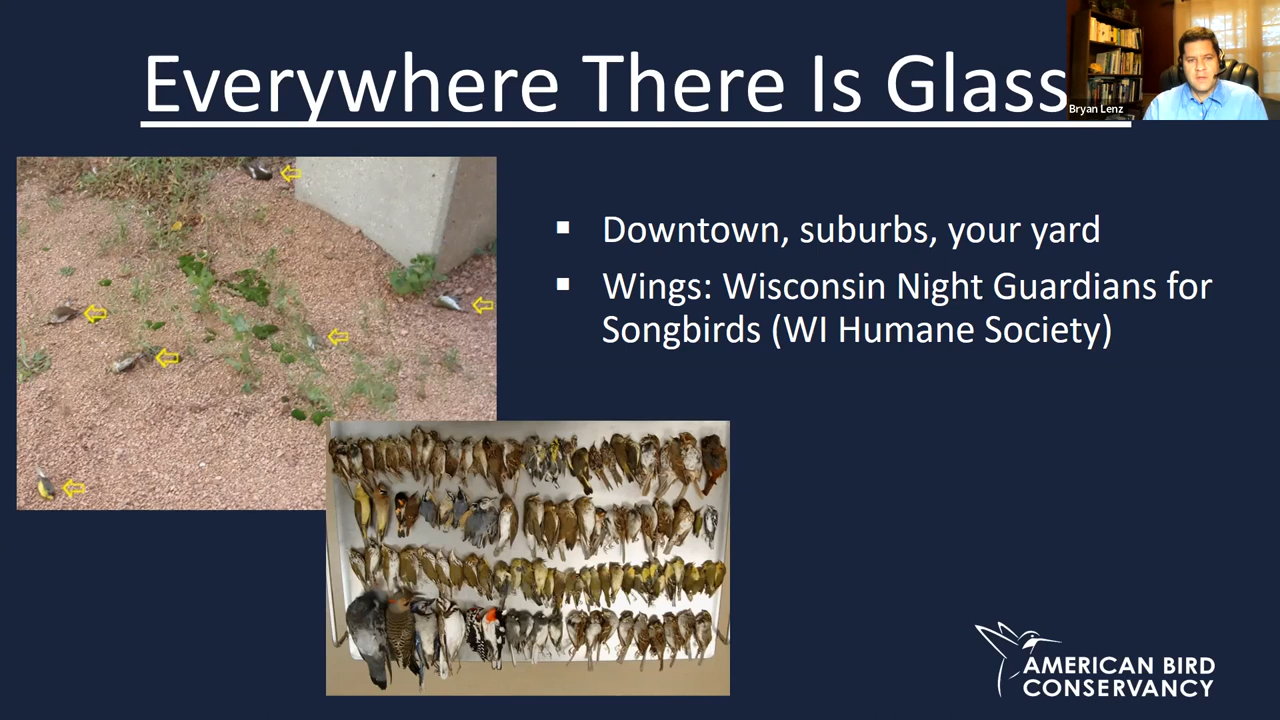 Everywhere There Is Glass
Bryan Lenz
Downtown, suburbs, your yard
Wings: Wisconsin Night Guardians for
Songbirds (WI Humane Society)
AMERICAN BIRD
CONSERVANCY